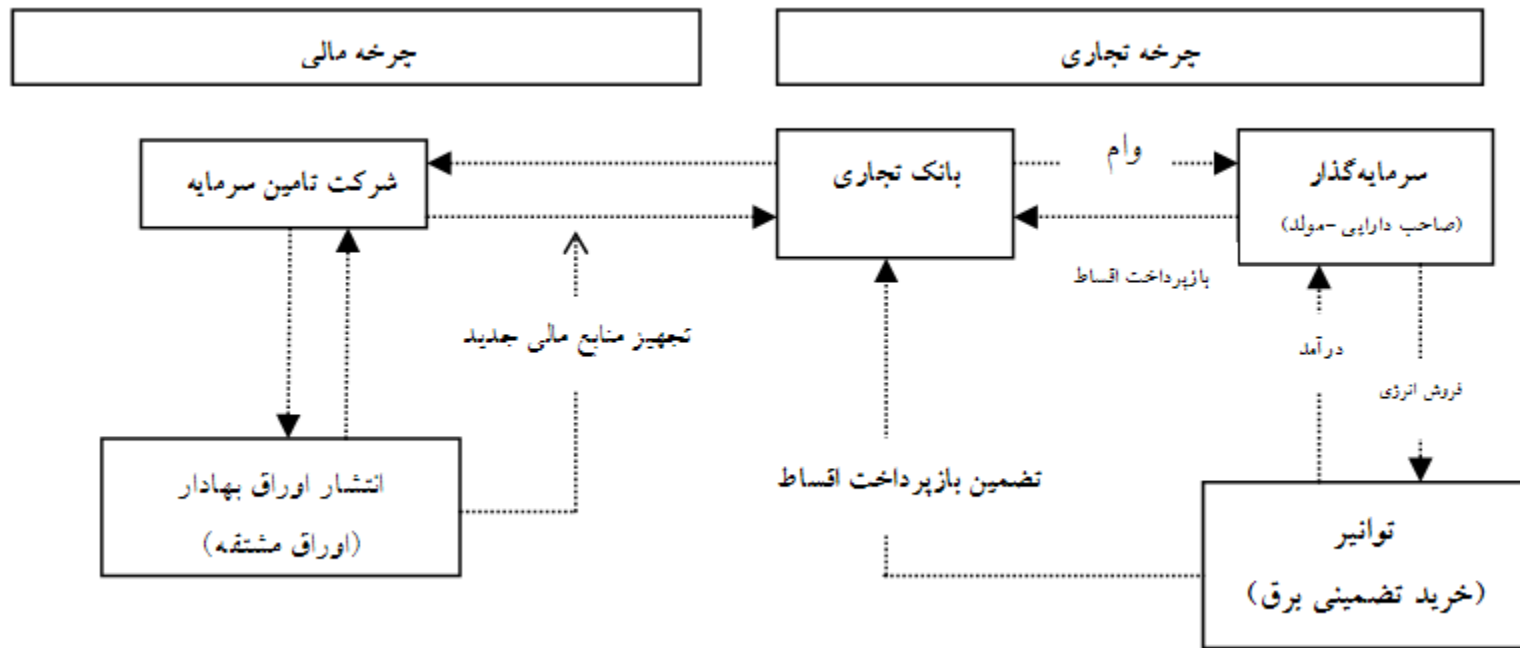 چرخه تجاری
چرخه مالی
سرمایه‌گذار
(صاحب دارایی-مولد)
وام
بانک تجاری
شرکت تامین سرمایه
بازپرداخت اقساط
تجهیز منابع مالی جدید
درآمد
فروش انرژی
تضمین بازپرداخت اقساط
انتشار اوراق بهادار
(اوراق مشتقه)
توانیر
(خرید تضمینی برق)